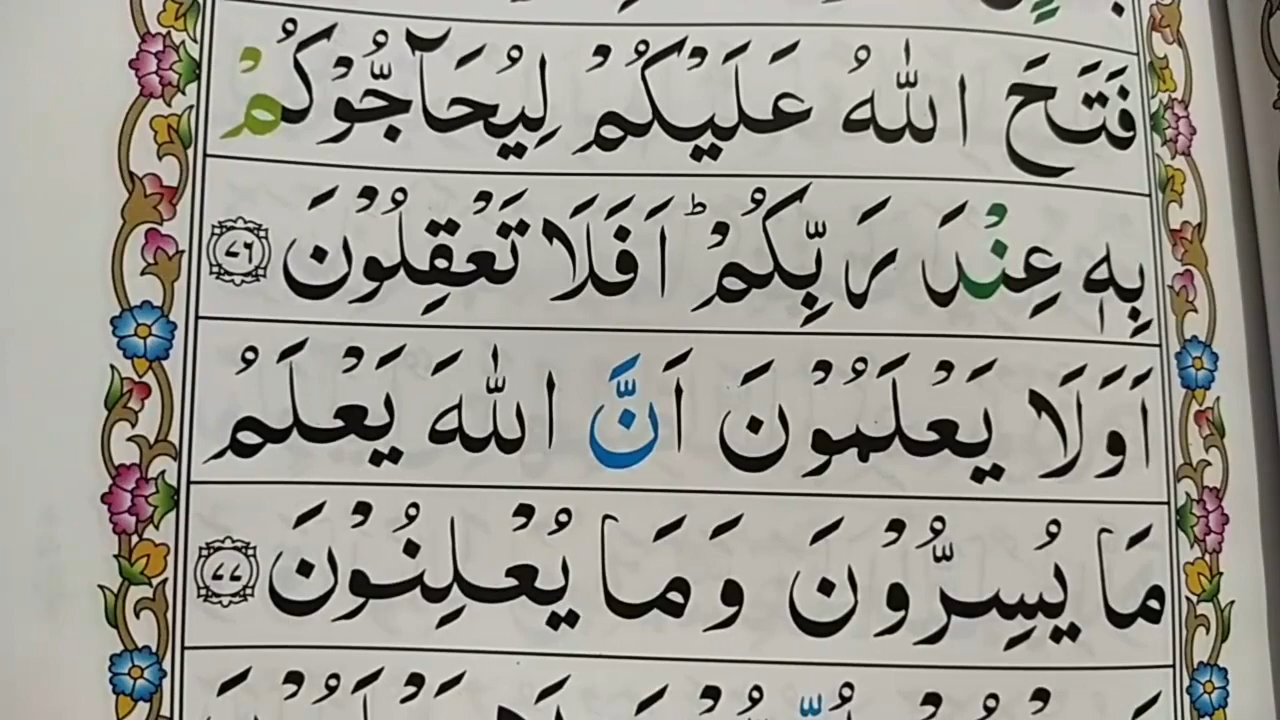 فَتَحَ اللّٰهُ عَلَيْكُمْ لِيُحَآجُّوْكُمْ
بِهٖ عِنْدَ رَبِّكُمْ ؕ اَفَلَا تَعْقِلُوْنَ ﴿۷۶﴾
اَوَلَا يَعْلَمُوْنَ اَنَّ اللّٰهَ يَعْلَمُ
مَا يُسِرُّوْنَ وَمَا يُعْلِنُوْنَ ﴿۷۷﴾